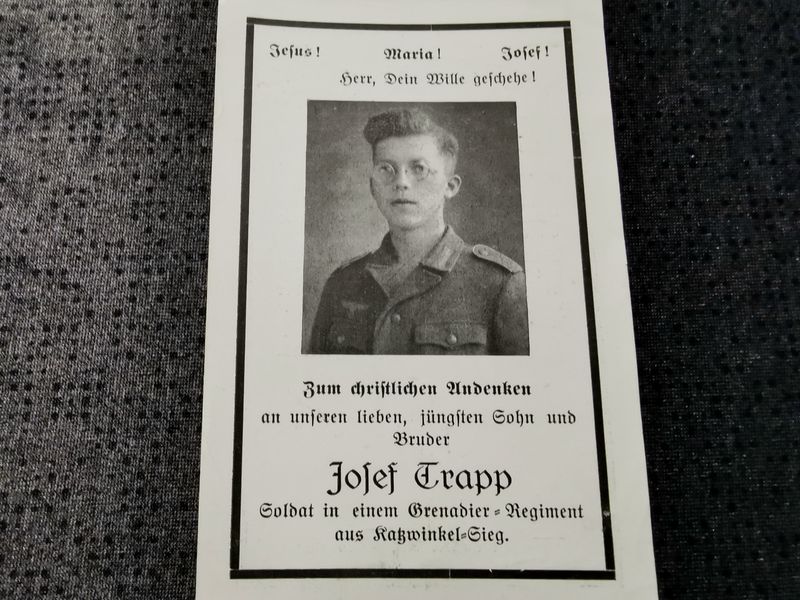 Jesus! Maria! Josef!
Herr, Dein Wille geschehe!
Zum christlichen Andenken
an unseren lieben, jüngsten Sohn und
Bruder
Josef Trapp
Soldat in einem Grenadier-Regiment
aus Katzwinkel-Sieg.